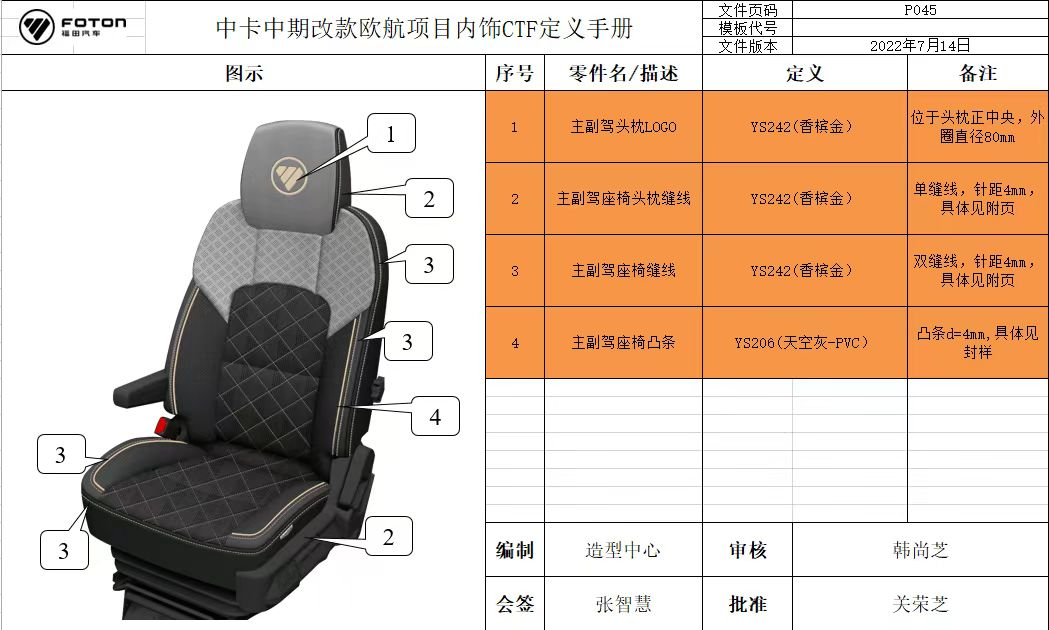 FOTON
福田汽车
中卡中期改款欧航项目内饰CTF定义手册
文件页码
P045
模板代号
文件版本
2022年7月14日
图示
序号
零件名/描述
定义
备注
1
主副驾头枕LOGO
YS242(香槟金）
位于头枕正中央，外
圈直径80mm
2
主副驾座椅头枕缝线
YS242(香槟金）
单缝线，针距4mm，
具体见附页
3
主副驾座椅缝线
YS242(香槟金）
双缝线，针距4mm，
具体见附页
4
主副驾座椅凸条
YS206(天空灰-PVC）
凸条d=4mm,具体见
封样
1
2
3
3
4
3
3
2
编制
造型中心
审核
韩尚芝
会签
张智慧
批准
关荣芝